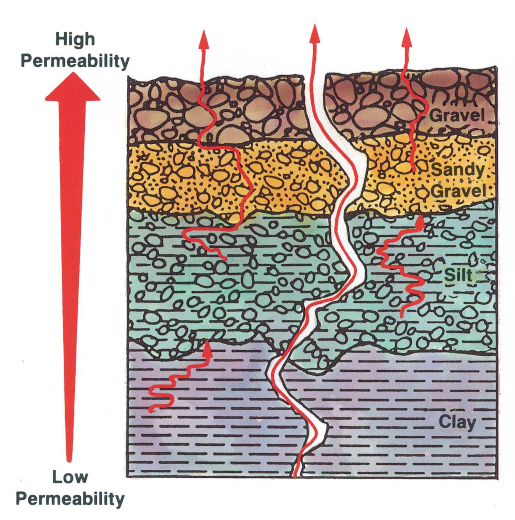 High
Permeability
Gravel
Sandy
Gravel
Silt
Clay
Low
Permeability